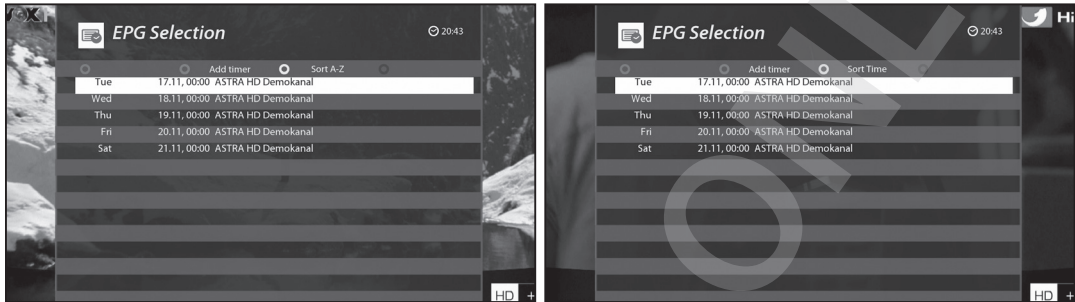 EPG Selection
20:43
Add timer
Sort A-Z
Tue 17.11, 00:00 ASTRA HD Demokanal
Wed 18.11, 00:00 ASTRA HD Demokanal
Thu 19.11, 00:00 ASTRA HD Demokanal
Fri 20.11, 00:00 ASTRA HD Demokanal
Sat 21.11, 00:00 ASTRA HD Demokanal
HD +
Hi
EPG Selection
20:43
Add timer
Sort Time
Tue 17.11, 00:00 ASTRA HD Demokanal
Wed 18.11, 00:00 ASTRA HD Demokanal
Thu 19.11, 00:00 ASTRA HD Demokanal
Fri 20.11, 00:00 ASTRA HD Demokanal
Sat 21.11, 00:00 ASTRA HD Demokanal
HD +